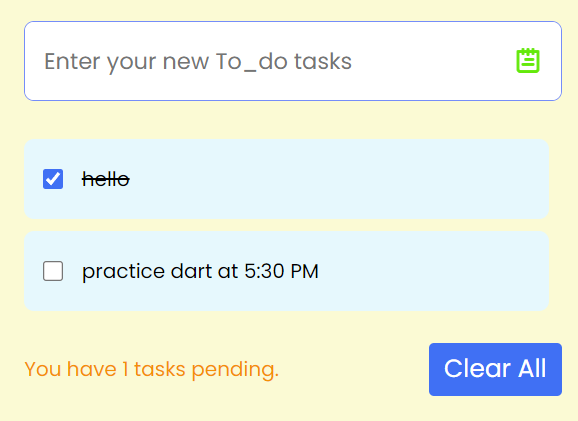 Enter your new To_do tasks
hello
practice dart at 5:30 PM
You have 1 tasks pending.
Clear All